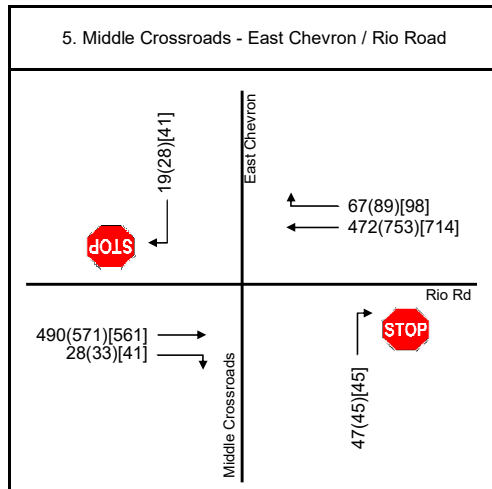 5. Middle Crossroads - East Chevron / Rio Road
19(28)[41]
East Chevron
67(89)[98]
472(753)[714]
STOP
Rio Rd
490(571)[561]
28(33)[41]
STOP
Middle Crossroads
47(45)[45]